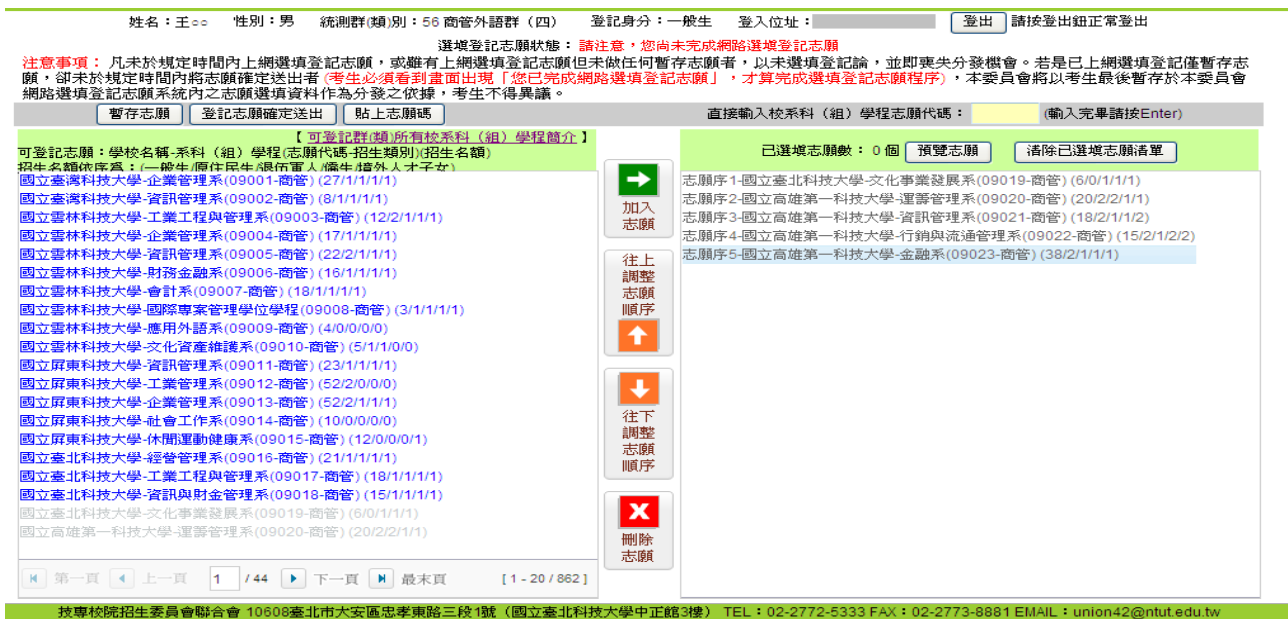 姓名：王○○ 性別：男 統測群(類)別：56 商管外語群（四） 登記身分：一般生 登入位址： 登出 請按登出鈕正常登出
選填登記志願狀態：請注意，您尚未完成網路選填登記志願
注意事項： 凡未於規定時間內上網選填登記志願，或雖有上網選填登記志願但未做任何暫存志願者，以未選填登記論，並即喪失分發機會。若是已上網選填登記僅暫存志
願，卻未於規定時間內將志願確定送出者(考生必須看到畫面出現「您已完成網路選填登記志願」，才算完成選填登記志願程序)，本委員會將以考生最後暫存於本委員會
網路選填登記志願系統內之志願選填資料作為分發之依據，考生不得異議。
暫存志願 登記志願確定送出 貼上志願碼 直接輸入校系科（組）學程志願代碼： (輸入完畢請按Enter)
【 可登記群(類)所有校系科（組）學程簡介 】
可登記志願：學校名稱-系科（組）學程(志願代碼-招生類別)(招生名額)
招生名額依序為：(一般生/原住民生/退伍軍人/僑生/境外人才子女)
國立臺灣科技大學-企業管理系(09001-商管) (27/1/1/1/1)
國立臺灣科技大學-資訊管理系(09002-商管) (8/1/1/1/1)
國立雲林科技大學-工業工程與管理系(09003-商管) (12/2/1/1/1)
國立雲林科技大學-企業管理系(09004-商管) (17/1/1/1/1)
國立雲林科技大學-資訊管理系(09005-商管) (22/2/1/1/1)
國立雲林科技大學-財務金融系(09006-商管) (16/1/1/1/1)
國立雲林科技大學-會計系(09007-商管) (18/1/1/1/1)
國立雲林科技大學-國際專案管理學位學程(09008-商管) (3/1/1/1/1)
國立雲林科技大學-應用外語系(09009-商管) (4/0/0/0/0)
國立雲林科技大學-文化資產維護系(09010-商管) (5/1/1/0/0)
國立屏東科技大學-資訊管理系(09011-商管) (23/1/1/1/1)
國立屏東科技大學-工業管理系(09012-商管) (52/2/0/0/0)
國立屏東科技大學-企業管理系(09013-商管) (52/2/1/1/1)
國立屏東科技大學-社會工作系(09014-商管) (10/0/0/0/0)
國立屏東科技大學-休閒運動健康系(09015-商管) (12/0/0/0/1)
國立臺北科技大學-經營管理系(09016-商管) (21/1/1/1/1)
國立臺北科技大學-工業工程與管理系(09017-商管) (18/1/1/1/1)
國立臺北科技大學-資訊與財金管理系(09018-商管) (15/1/1/1/1)
國立臺北科技大學-文化事業發展系(09019-商管) (6/0/1/1/1)
國立高雄第一科技大學-運籌管理系(09020-商管) (20/2/2/1/1)
第一頁 上一頁 1 / 44 下一頁 最末頁 [ 1 - 20 / 862 ]
加入
志願
往上
調整
志願
順序
往下
調整
志願
順序
刪除
志願
已選填志願數： 0 個 預覽志願 清除已選填志願清單
志願序1-國立臺北科技大學-文化事業發展系(09019-商管) (6/0/1/1/1)
志願序2-國立高雄第一科技大學-運籌管理系(09020-商管) (20/2/2/1/1)
志願序3-國立高雄第一科技大學-資訊管理系(09021-商管) (18/2/1/1/2)
志願序4-國立高雄第一科技大學-行銷與流通管理系(09022-商管) (15/2/1/2/2)
志願序5-國立高雄第一科技大學-金融系(09023-商管) (38/2/1/1/1)
技專校院招生委員會聯合會 10608臺北市大安區忠孝東路三段1號（國立臺北科技大學中正館3樓） TEL：02-2772-5333 FAX：02-2773-8881 EMAIL：union42@ntut.edu.tw